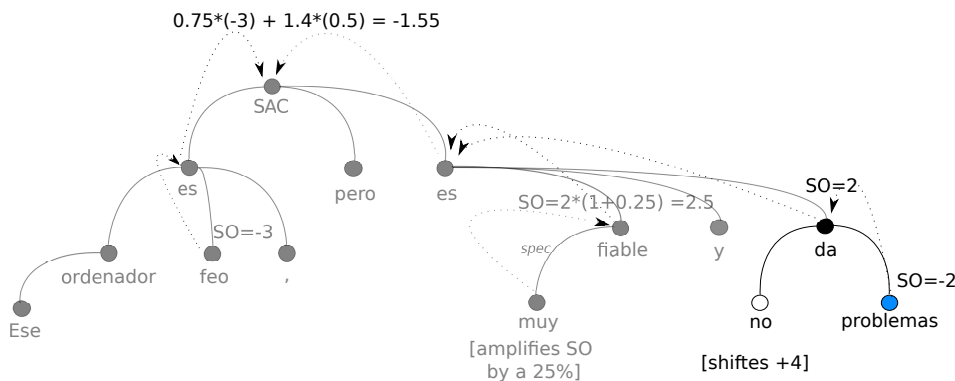 0.75*(-3) + 1.4*(0.5) = -1.55
SAC
es
pero
es
SO=2
SO=2*(1+0.25) =2.5
SO=-3
spec
fiable
y
da
ordenador
feo
,
SO=-2
Ese
muy
no
problemas
[amplifies SO
by a 25%]
[shiftes +4]